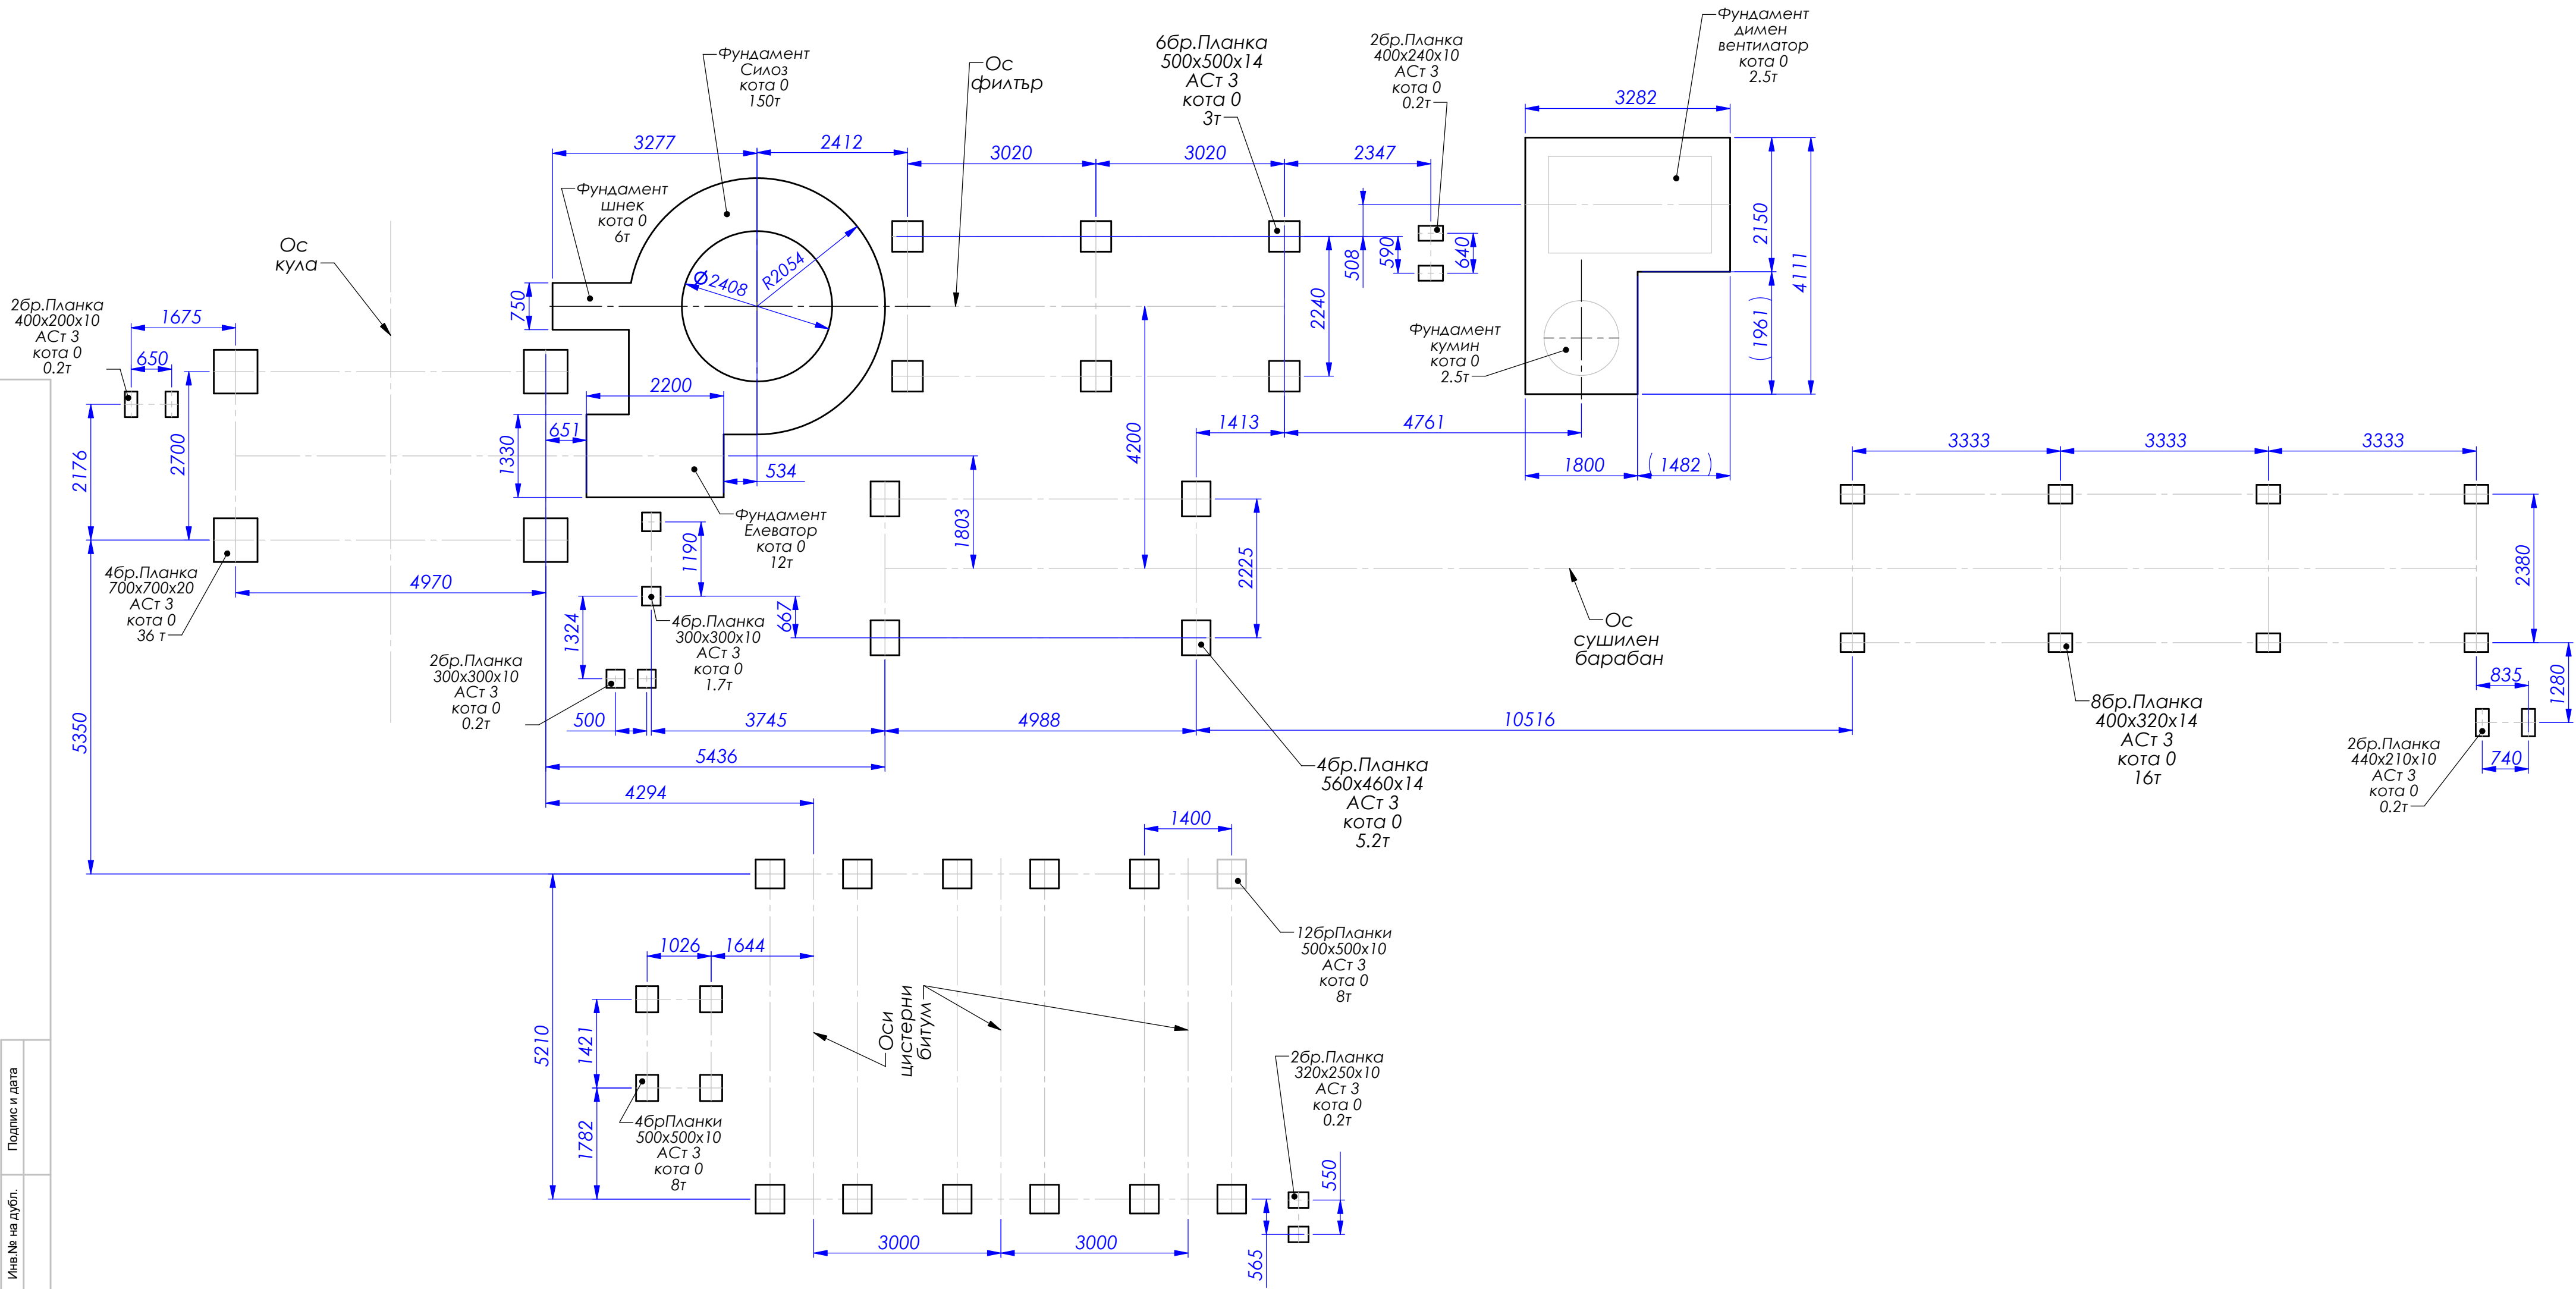 Фундамент
димен
вентилатор
кота 0
2.5т
Фундамент
Силоз
кота 0
150т
Ос
филтър
6бр.Планка
500x500x14
АСт 3
кота 0
3т
2бр.Планка
400x240x10
АСт 3
кота 0
0.2т
3282
3277
2412
3020
3020
2347
Фундамент
шнек
кота 0
6т
Ос
кула
750
ϕ2408
R2054
508
590
640
2240
2150
4111
(1961)
2бр.Планка
400x200x10
АСт 3
кота 0
0.2т
1675
650
Фундамент
кумин
кота 0
2.5т
2200
651
1330
534
4200
1413
4761
1800
(1482)
3333
3333
3333
2176
2700
Фундамент
Елеватор
кота 0
12т
1803
2225
2380
1190
4бр.Планка
700x700x20
АСт 3
кота 0
36 т
4970
1324
667
4бр.Планка
300x300x10
АСт 3
кота 0
1.7т
Ос
сушилен
барабан
2бр.Планка
300x300x10
АСт 3
кота 0
0.2т
5350
500
3745
4988
10516
8бр.Планка
400x320x14
АСт 3
кота 0
16т
835
1280
740
2бр.Планка
440x210x10
АСт 3
кота 0
0.2т
5436
4294
4бр.Планка
560x460x14
АСт 3
кота 0
5.2т
1400
12брПланки
500x500x10
АСт 3
кота 0
8т
1026
1644
5210
1421
1782
Оси
цистерни
битум
4брПланки
500x500x10
АСт 3
кота 0
8т
2бр.Планка
320x250x10
АСт 3
кота 0
0.2т
550
565
3000
3000
Подпис и дата
Инв.№ на дубл.